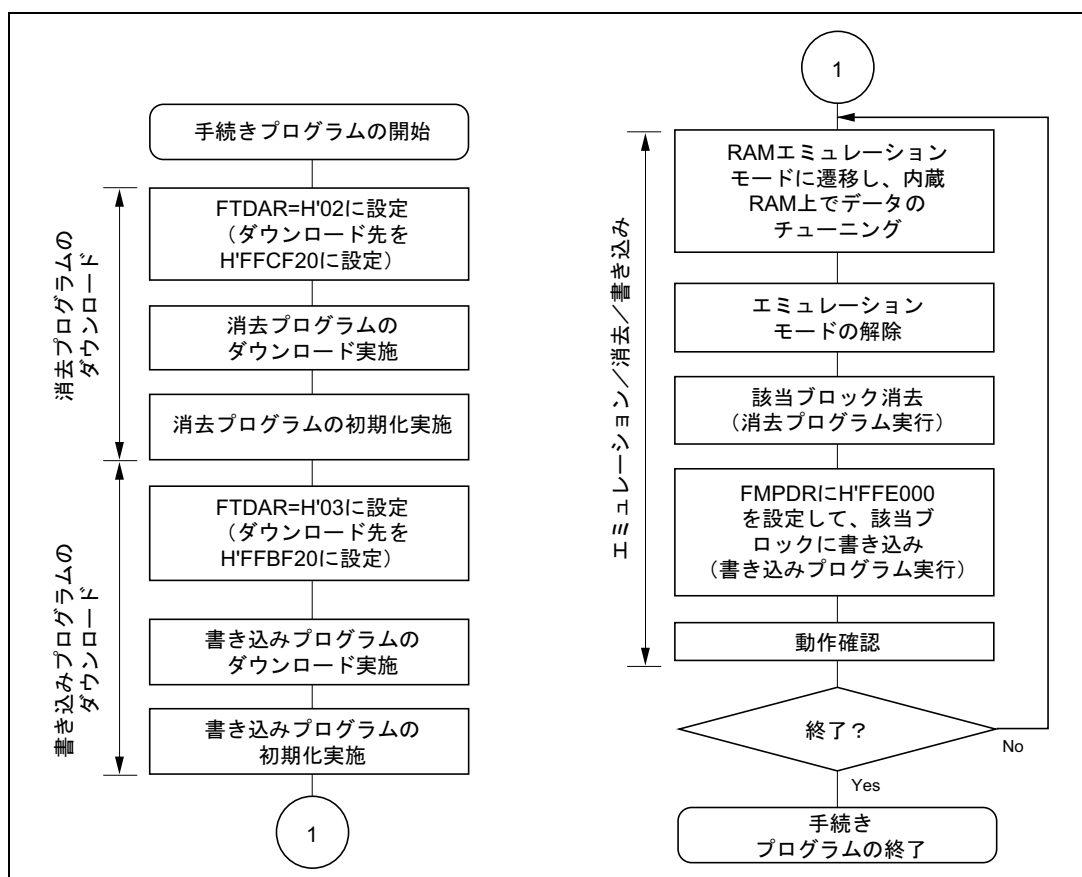 手続きプログラムの開始
消去プログラムの
ダウンロード
FTDAR=H'02に設定
（ダウンロード先を
H'FFCF20に設定）
消去プログラムの
ダウンロード実施
消去プログラムの初期化実施
書き込みプログラムの
ダウンロード
FTDAR=H'03に設定
（ダウンロード先を
H'FFBF20に設定）
書き込みプログラムの
ダウンロード実施
書き込みプログラムの
初期化実施
1
1
エミュレーション／消去／書き込み
RAMエミュレーション
モードに遷移し、内蔵
RAM上でデータの
チューニング
エミュレーション
モードの解除
該当ブロック消去
（消去プログラム実行）
FMPDRにH'FFE000
を設定して、該当ブ
ロックに書き込み
（書き込みプログラム実行）
動作確認
終了？
No
Yes
手続き
プログラムの終了